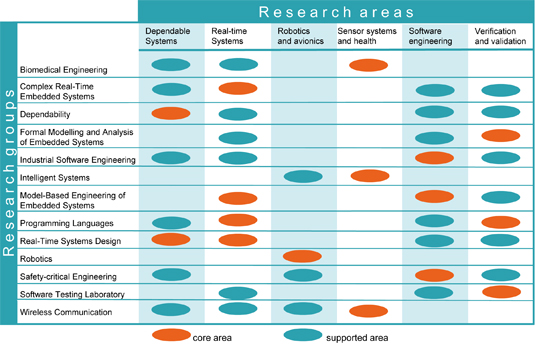 Research areas
Research groups
Dependable
Systems
Real-time
Systems
Robotics
and avionics
Sensor systems
and health
Software
engineering
Verification
and validation
Biomedical Engineering
Complex Real-Time
Embedded Systems
Dependability
Formal Modelling and Analysis
of Embedded Systems
Industrial Software Engineering
Intelligent Systems
Model-Based Engineering of
Embedded Systems
Programming Languages
Real-Time Systems Design
Robotics
Safety-critical Engineering
Software Testing Laboratory
Wireless Communication
core area
supported area